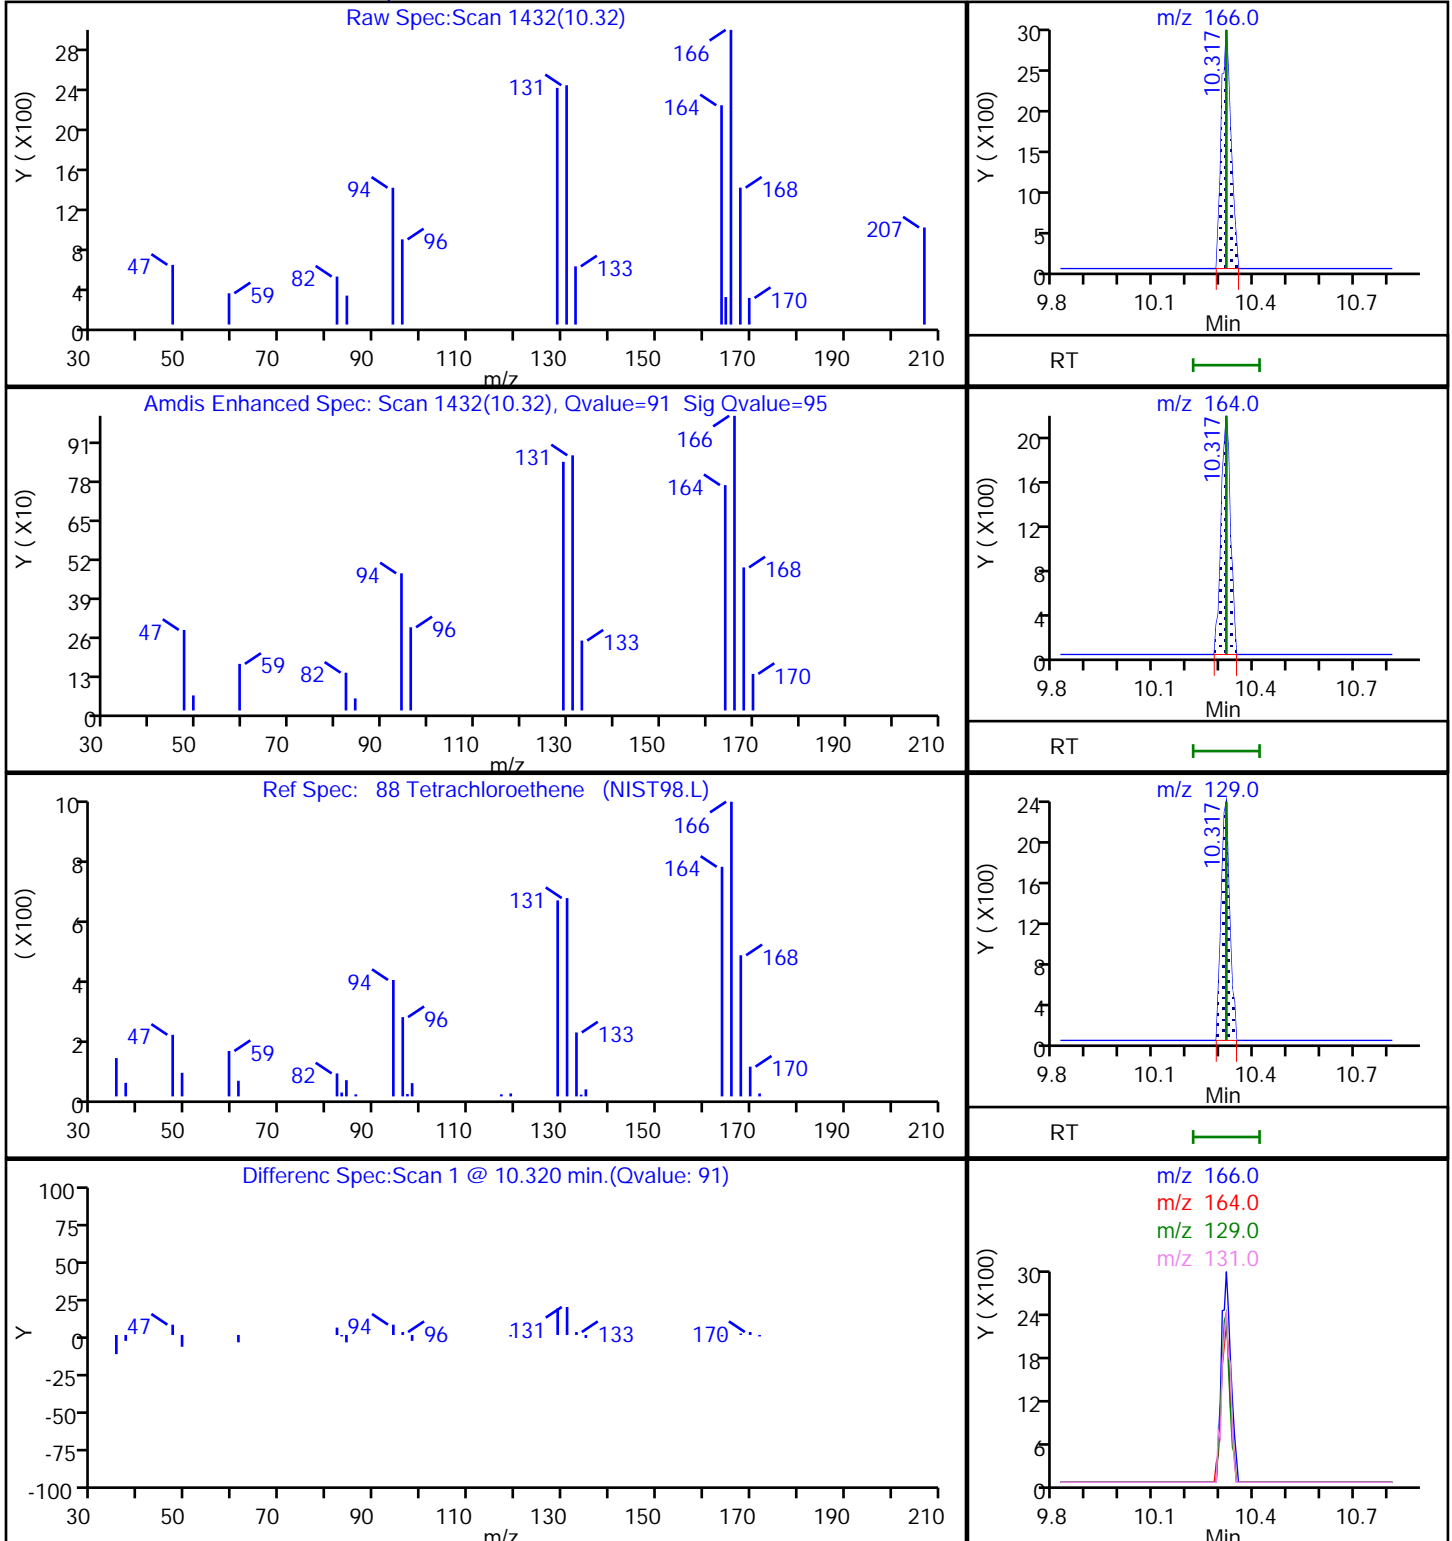 Raw Spec:Scan 1432(10.32)
Y ( X100)
28
24
20
16
12
8
4
0
47
59
82
94
96
131
133
164
166
168
170
207
30 50 70 90 110 130 150 170 190 210
m/z
m/z 166.0
Y ( X100)
30
25
20
15
10
5
0
10.317
9.8 10.1 10.4 10.7
Min
RT
Amdis Enhanced Spec: Scan 1432(10.32), Qvalue=91 Sig Qvalue=95
Y ( X10)
91
78
65
52
39
26
13
0
47
59
82
94
96
131
133
164
166
168
170
30 50 70 90 110 130 150 170 190 210
m/z
m/z 164.0
Y ( X100)
20
16
12
8
4
0
10.317
9.8 10.1 10.4 10.7
Min
RT
Ref Spec: 88 Tetrachloroethene (NIST98.L)
( X100)
10
8
6
4
2
0
47
59
82
94
96
131
133
164
166
168
170
30 50 70 90 110 130 150 170 190 210
m/z 129.0
Y ( X100)
24
20
16
12
8
4
0
10.317
9.8 10.1 10.4 10.7
Min
RT
Differenc Spec:Scan 1 @ 10.320 min.(Qvalue: 91)
Y
100
75
50
25
0
-25
-50
-75
-100
47
94
96
131
133
170
30 50 70 90 110 130 150 170 190 210
m/z
m/z 166.0
m/z 164.0
m/z 129.0
m/z 131.0
Y ( X100)
30
24
18
12
6
0
9.8 10.1 10.4 10.7
Min